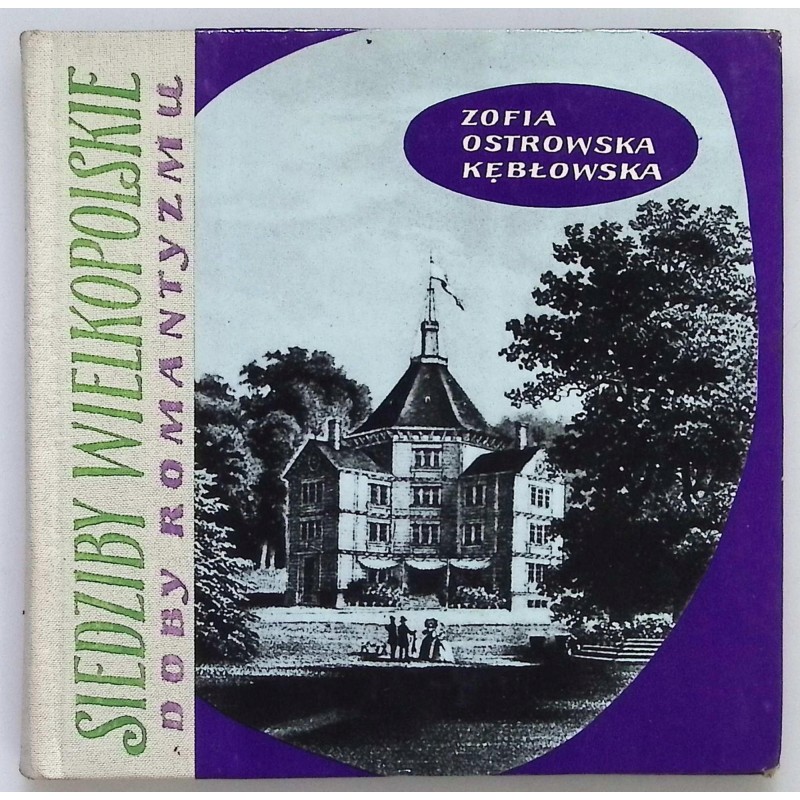 SIEDZIBY WIELKOPOLSKIE
DOBY ROMANTYZMU
ZOFIA
OSTROWSKA
KĘBŁOWSKA